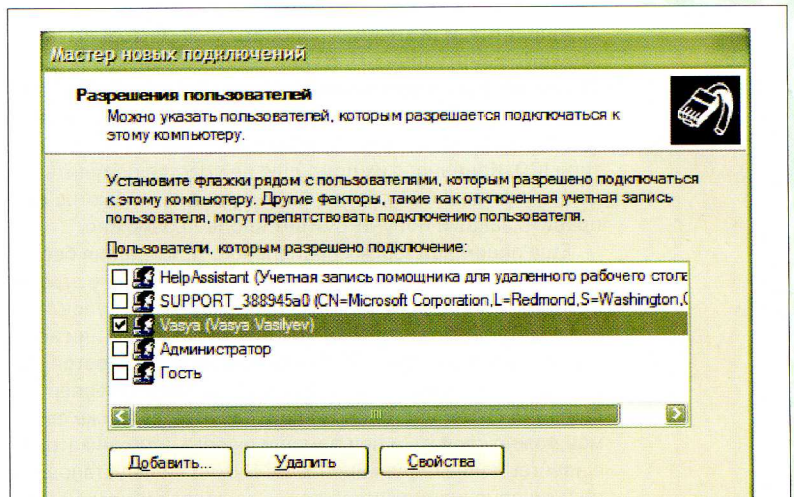 Мастер новых подключений
Разрешения пользователей
Можно указать пользователей, которым разрешается подключаться к
этому компьютеру.
Установите флажки рядом с пользователями, которым разрешено подключаться
к этому компьютеру. Другие факторы, такие как отключенная учетная запись
пользователя, могут препятствовать подключению пользователя.
Пользователи, которым разрешено подключение:
HelpAssistant (Учетная запись помощника для удаленного рабочего стола
SUPPORT_388945a0 (CN=Microsoft Corporation,L=Redmond,S=Washington,(
Vasya (Vasya Vasilyev)
Администратор
Гость
Добавить...
Удалить
Свойства